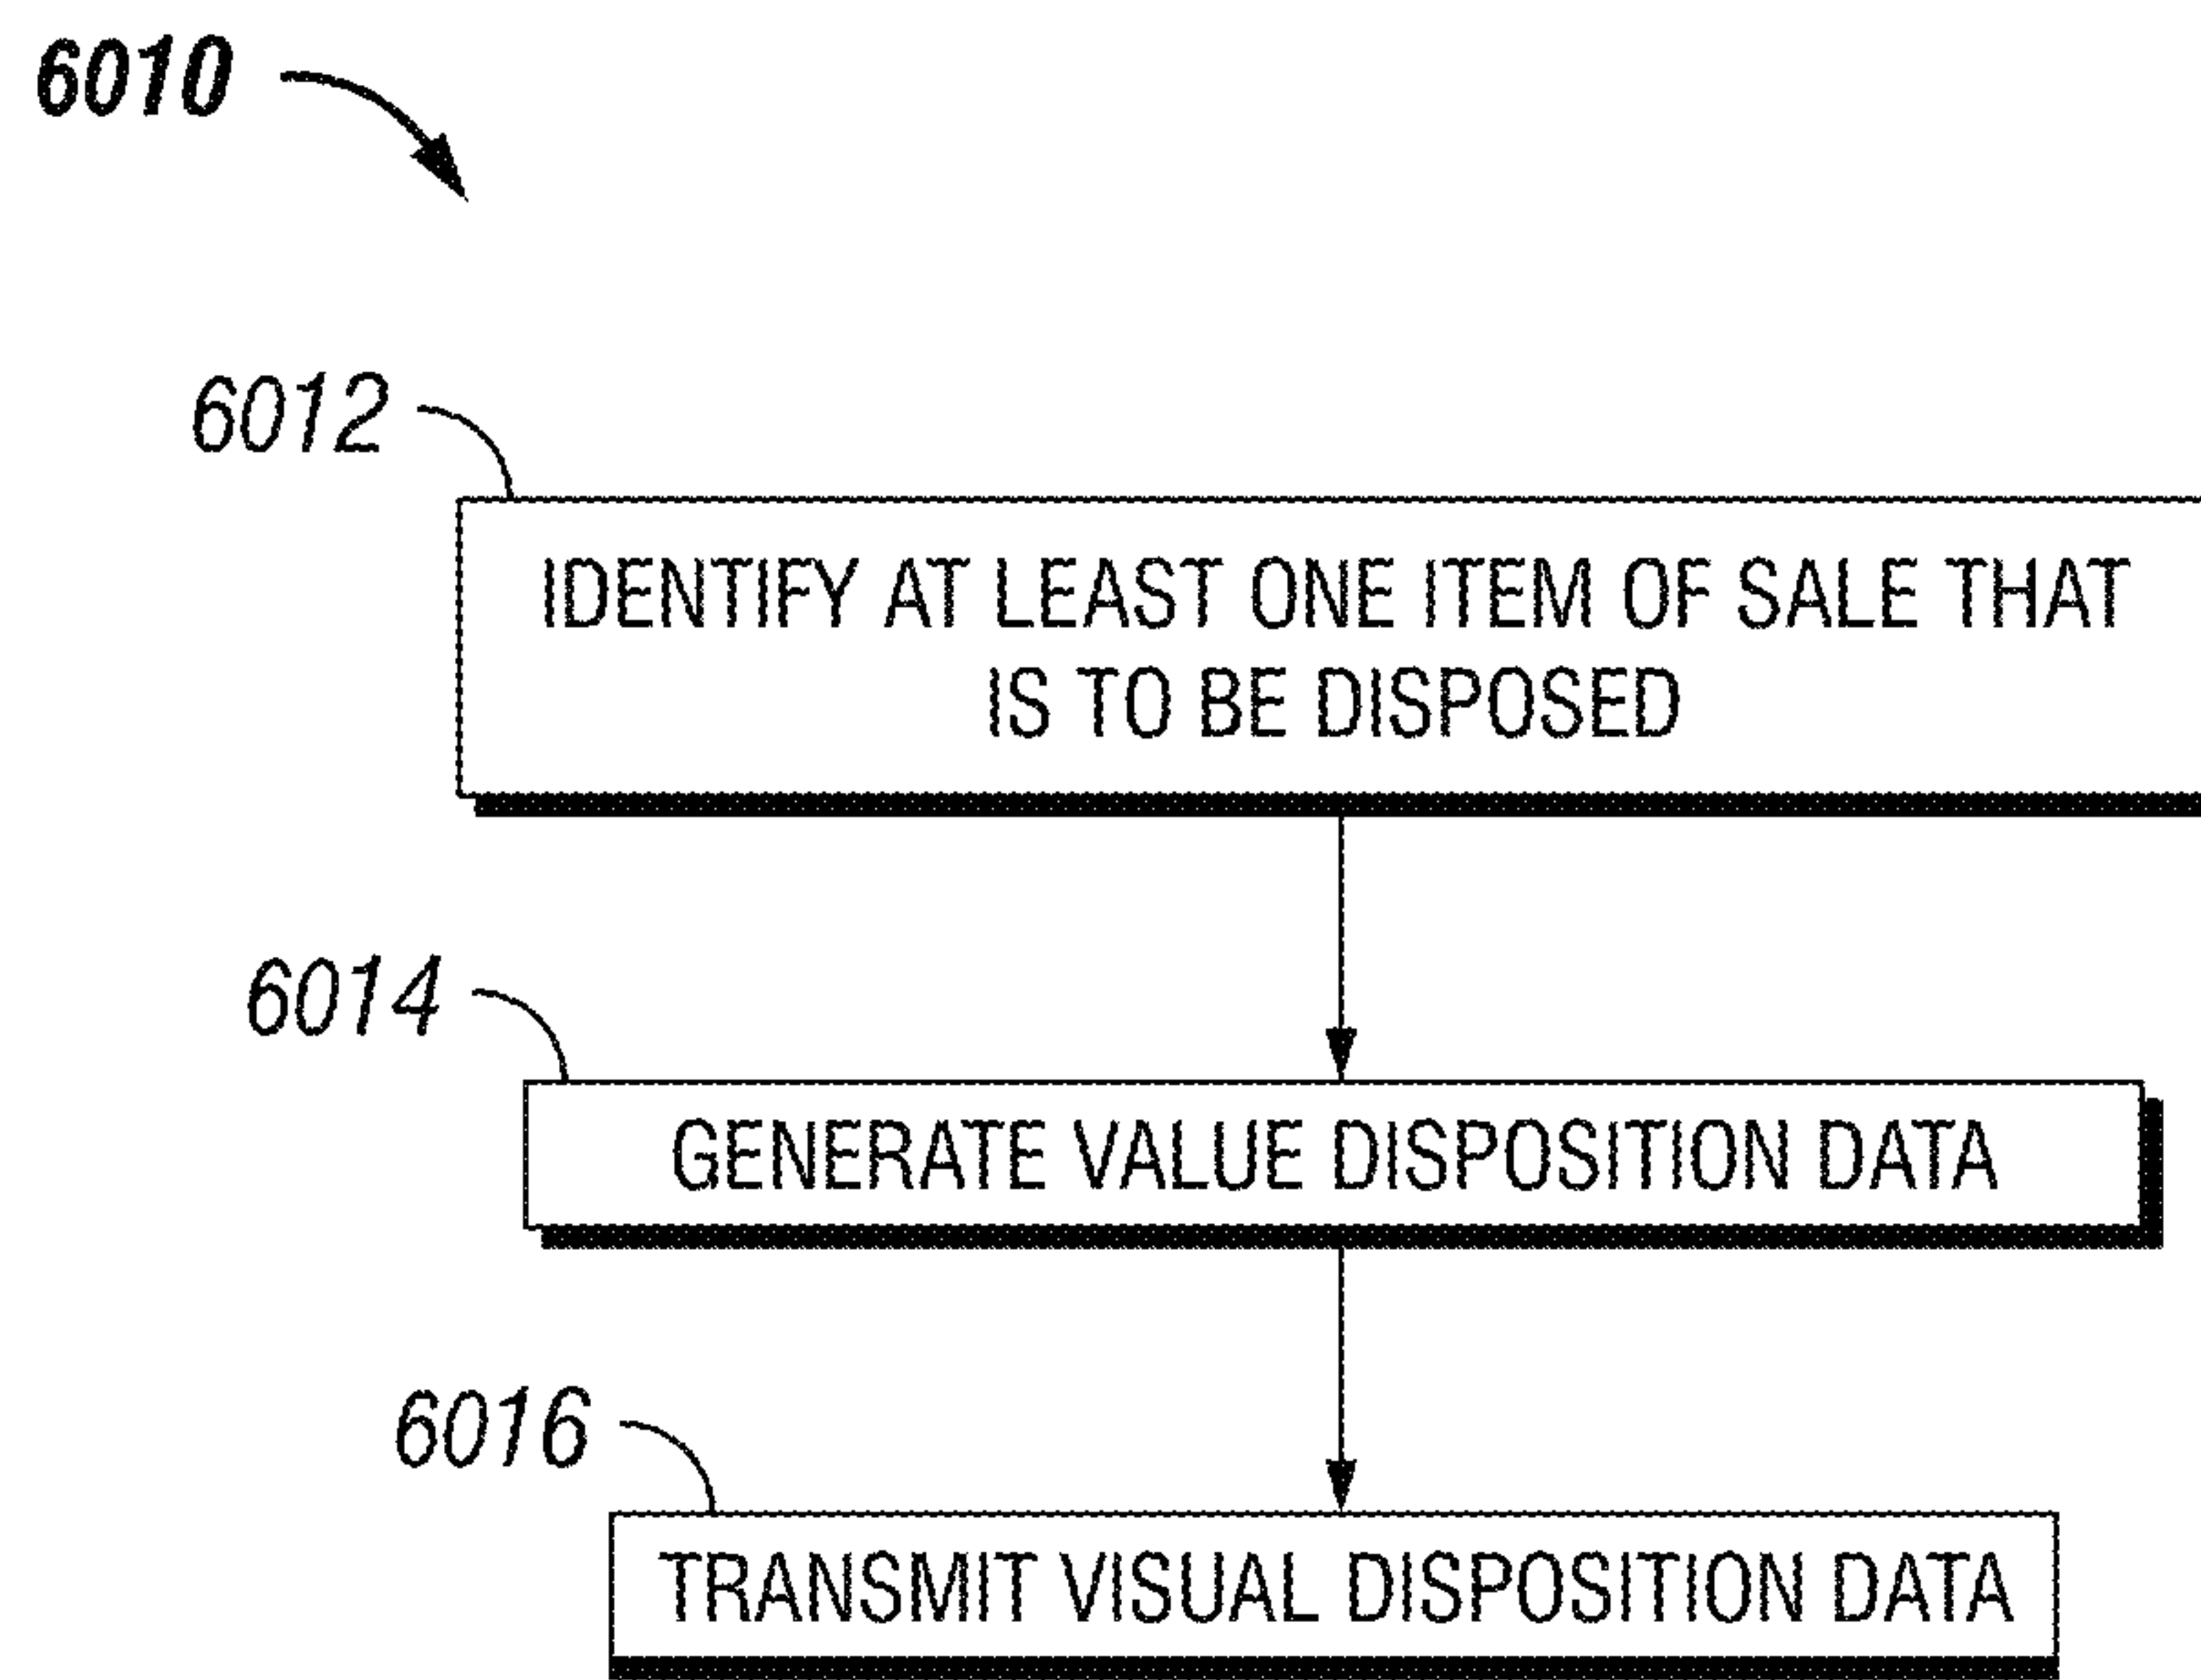 6010
6012
IDENTIFY AT LEAST ONE ITEM OF SALE THAT
IS TO BE DISPOSED
6014
GENERATE VALUE DISPOSITION DATA
6016
TRANSMIT VISUAL DISPOSITION DATA